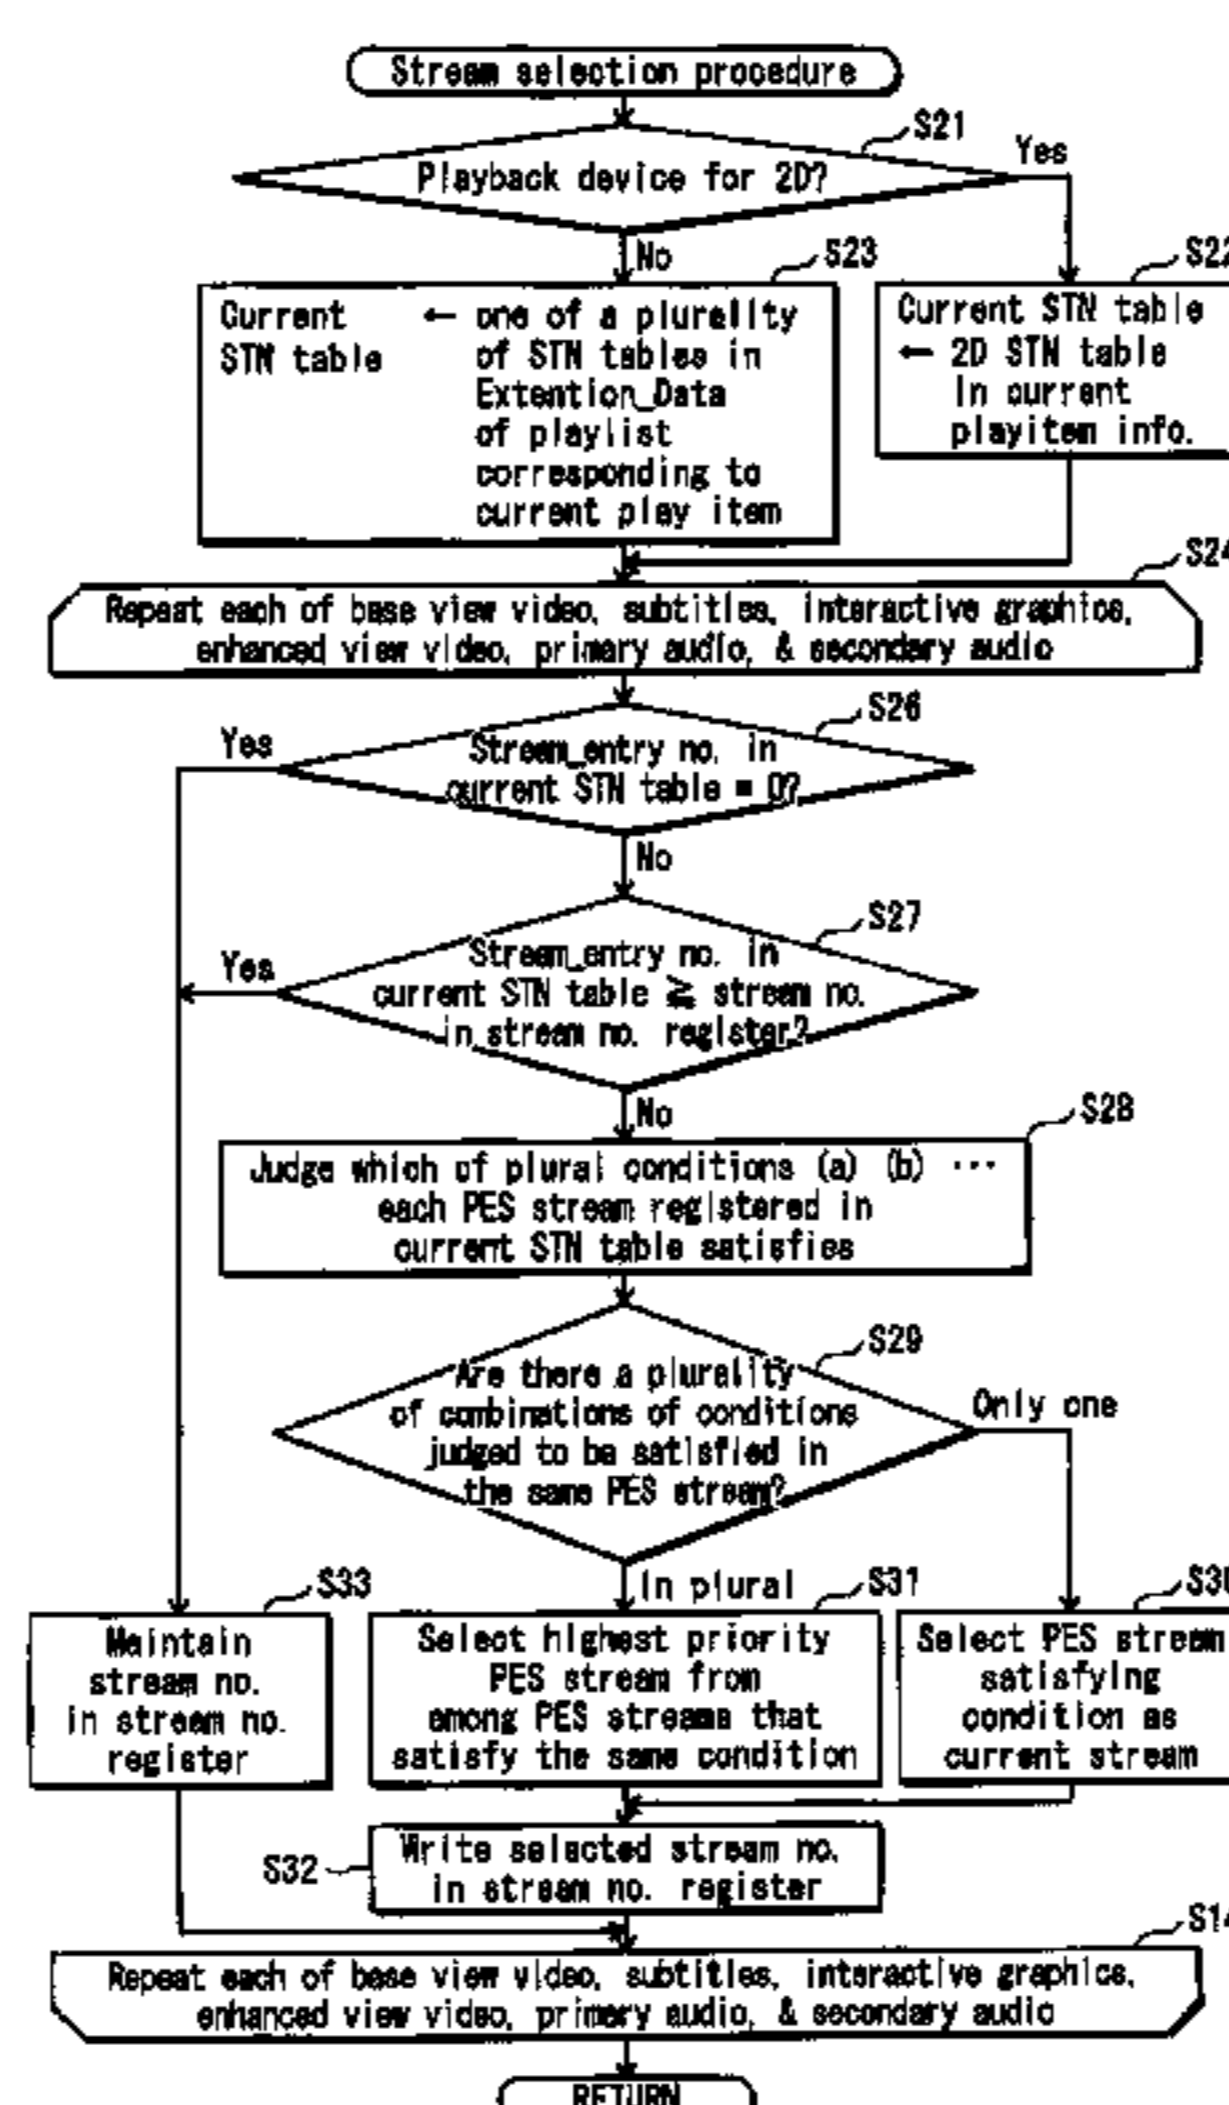 Stream selection procedure
S21
Yes
Playback device for 2D?
No
S23
S22
Current ← one of a plurality
STN table of STN tables in
Extention_Data
of playlist
corresponding to
current play item
Current STN table
← 2D STN table
in current
playitem info.
S24
Repeat each of base view video, subtitles, interactive graphics,
enhanced view video, primary audio, & secondary audio
S26
Yes
Stream_entry no. in
current STN table = 0?
No
S27
Yes
Stream_entry no. in
current STN table ≧ stream no.
in stream no. register?
No
S28
Judge which of plural conditions (a) (b) ···
each PES stream registered in
current STN table satisfies
S29
Are there a plurality
of combinations of conditions
judged to be satisfied in
the same PES stream?
Only one
In plural
S33
S31
S30
Maintain
stream no.
in stream no.
register
Select highest priority
PES stream from
among PES streams that
satisfy the same condition
Select PES stream
satisfying
condition as
current stream
S32
Write selected stream no.
in stream no. register
S14
Repeat each of base view video, subtitles, interactive graphics,
enhanced view video, primary audio, & secondary audio
RETURN